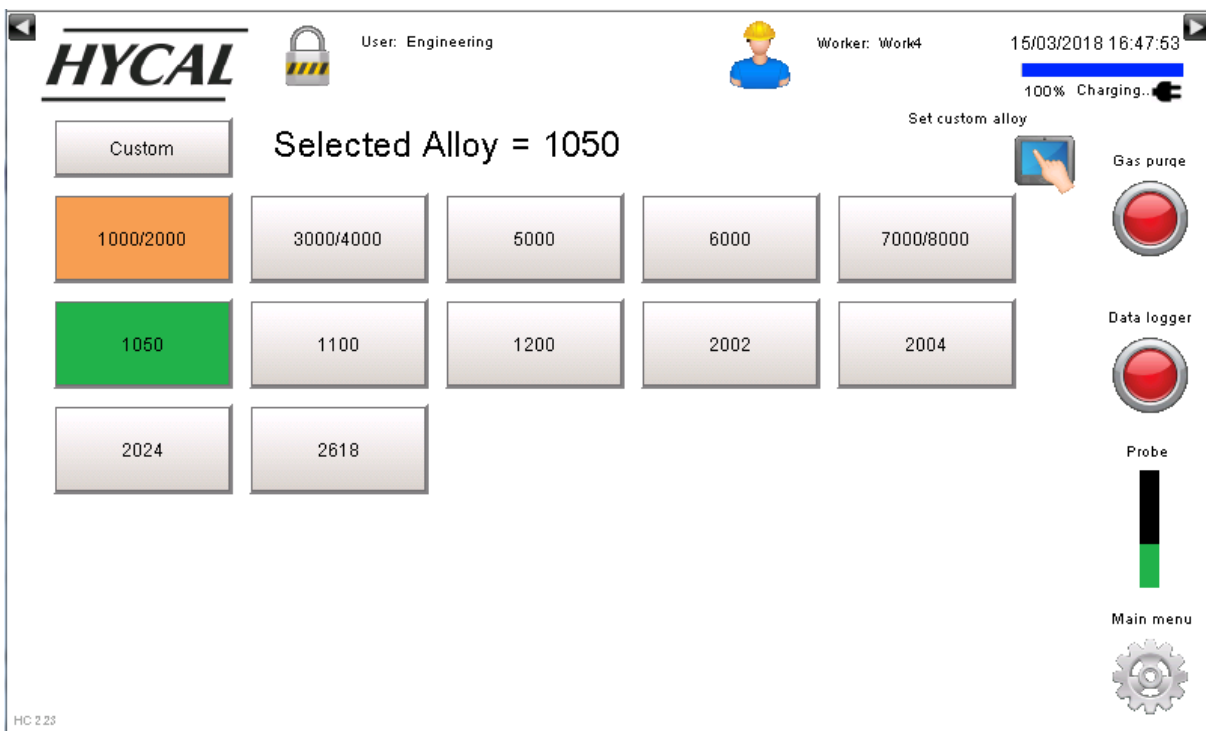 HYCAL
User: Engineering
Worker: Work4
15/03/2018 16:47:53
100% Charging..
Set custom alloy
Custom
Selected Alloy = 1050
Gas purge
1000/2000
3000/4000
5000
6000
7000/8000
Data logger
1050
1100
1200
2002
2004
2024
2618
Probe
Main menu
HC 2.23